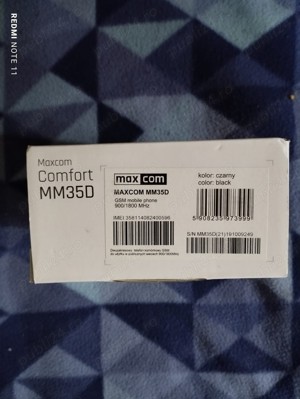 REDMI NOTE 11
Maxcom
Comfort
MM35D
maxcom
MAXCOM MM35D
GSM mobile phone
900/1800 MHz
kolor: czarny
color: black
5908235973999